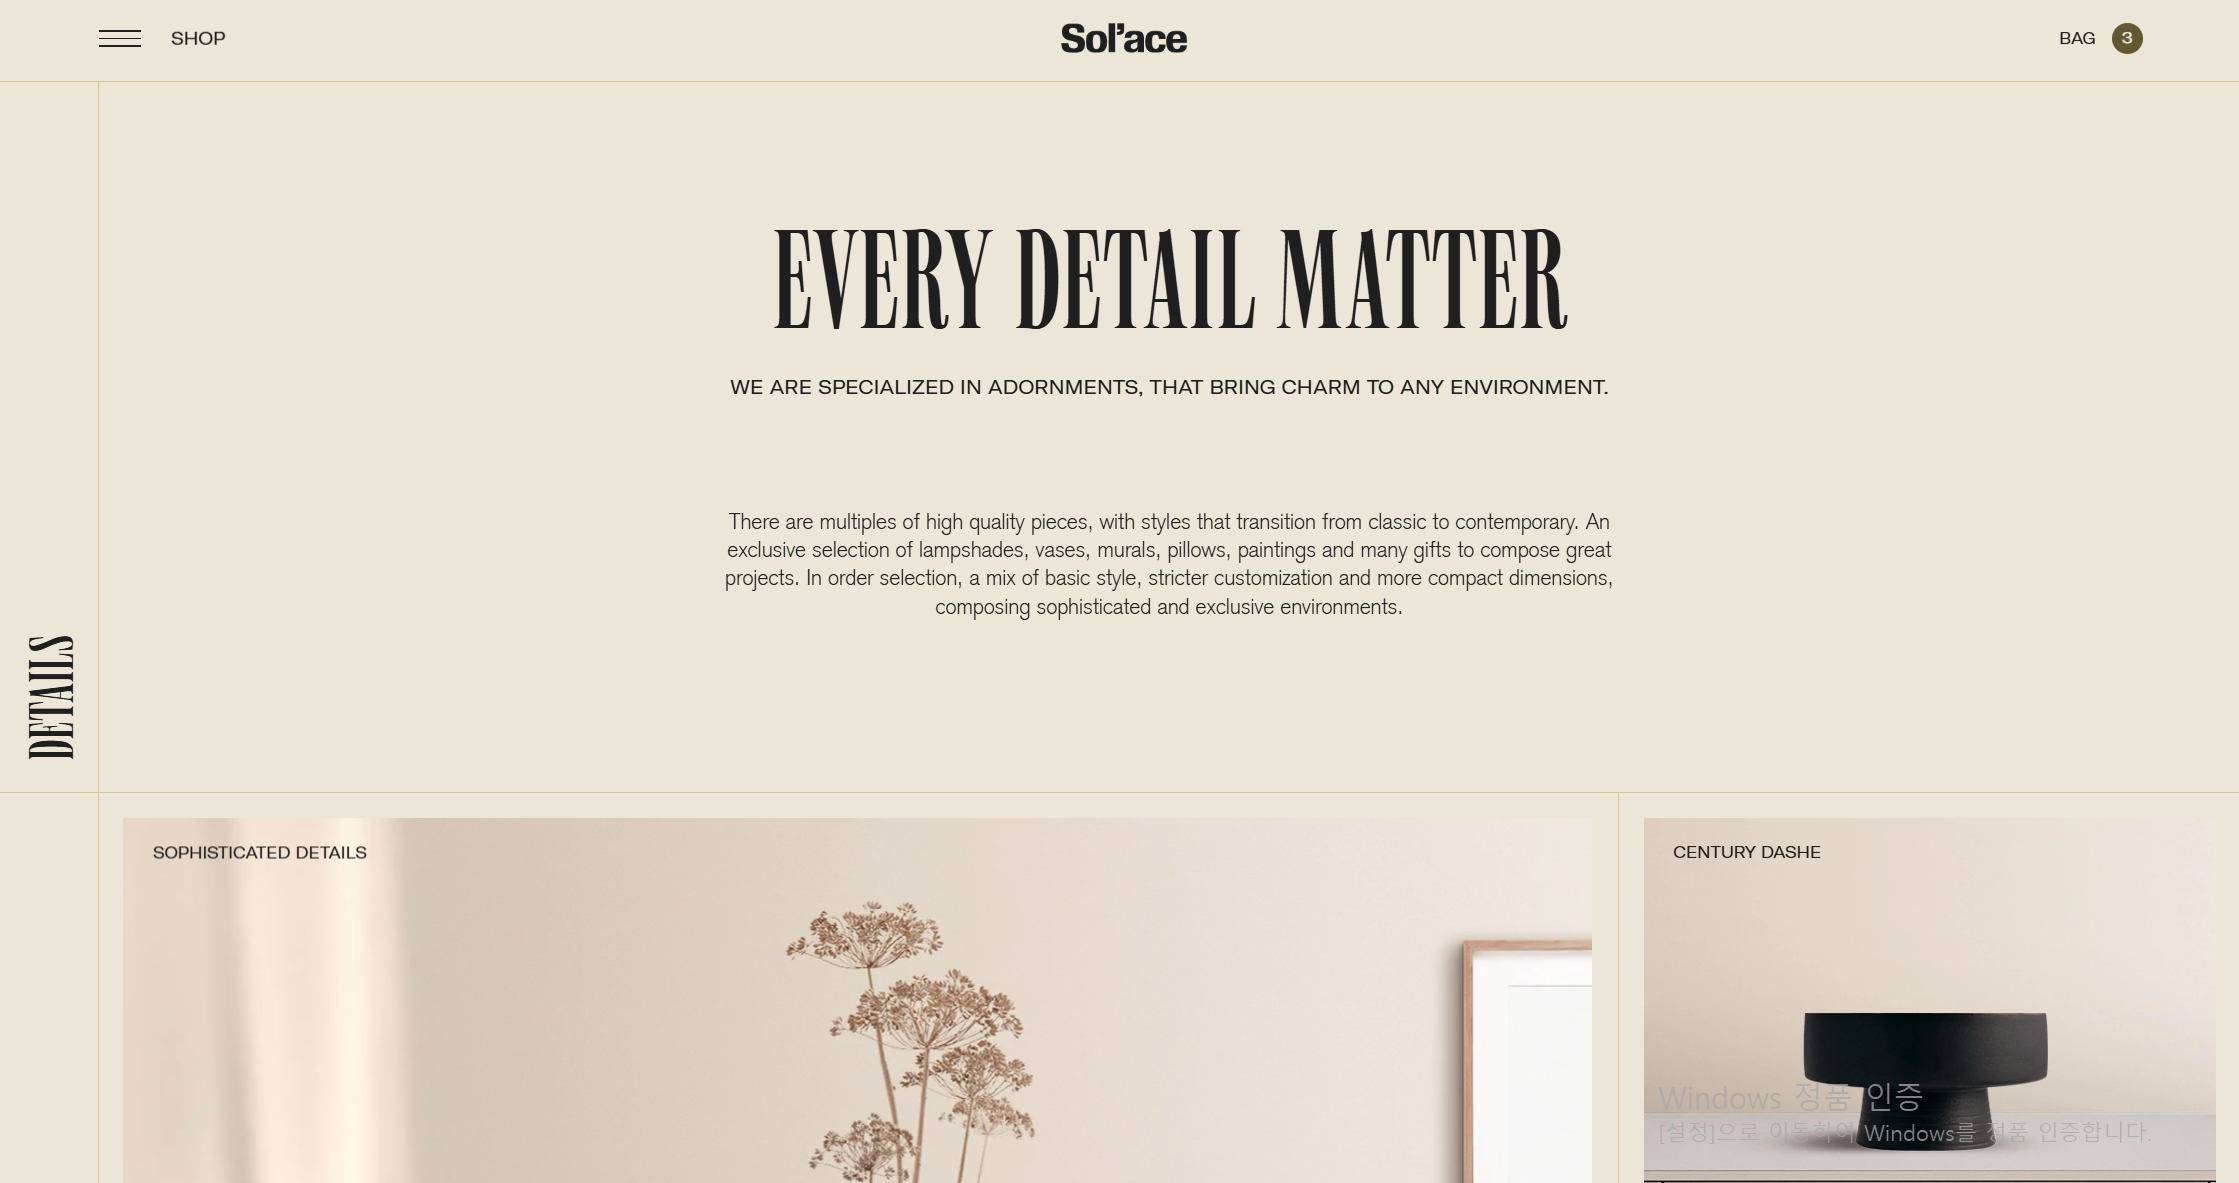 SHOP
Sol'ace
BAG 3
EVERY DETAIL MATTER
WE ARE SPECIALIZED IN ADORNMENTS, THAT BRING CHARM TO ANY ENVIRONMENT.
There are multiples of high quality pieces, with styles that transition from classic to contemporary. An
exclusive selection of lampshades, vases, murals, pillows, paintings and many gifts to compose great
projects. In order selection, a mix of basic style, stricter customization and more compact dimensions,
composing sophisticated and exclusive environments.
DETAILS
SOPHISTICATED DETAILS
CENTURY DASHE
Windows 정품 인증
[설정]으로 이동하여 Windows를 정품 인증합니다.